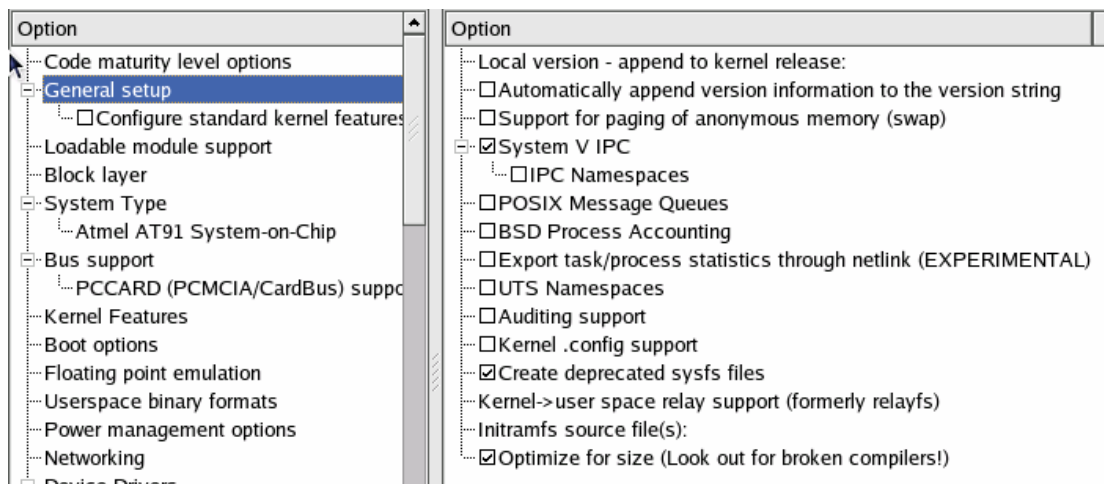 Option
Code maturity level options
General setup
Configure standard kernel features
Loadable module support
Block layer
System Type
Atmel AT91 System-on-Chip
Bus support
PCCARD (PCMCIA/CardBus) suppo
Kernel Features
Boot options
Floating point emulation
Userspace binary formats
Power management options
Networking
Device Drivers
Option
Local version - append to kernel release:
Automatically append version information to the version string
Support for paging of anonymous memory (swap)
System V IPC
IPC Namespaces
POSIX Message Queues
BSD Process Accounting
Export task/process statistics through netlink (EXPERIMENTAL)
UTS Namespaces
Auditing support
Kernel .config support
Create deprecated sysfs files
Kernel->user space relay support (formerly relayfs)
Initramfs source file(s):
Optimize for size (Look out for broken compilers!)